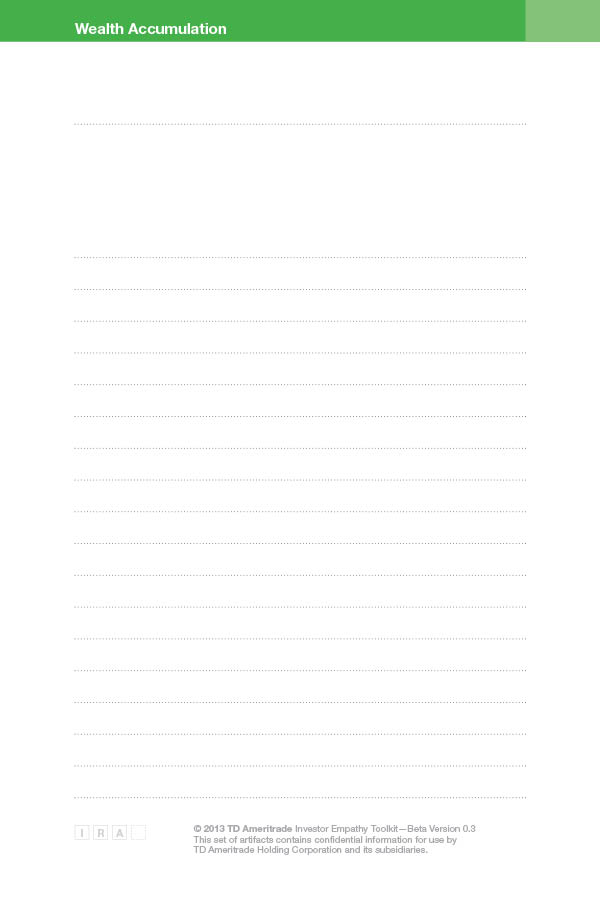 Wealth Accumulation
I R A
© 2013 TD Ameritrade Investor Empathy Toolkit—Beta Version 0.3
This set of artifacts contains confidential information for use by
TD Ameritrade Holding Corporation and its subsidiaries.